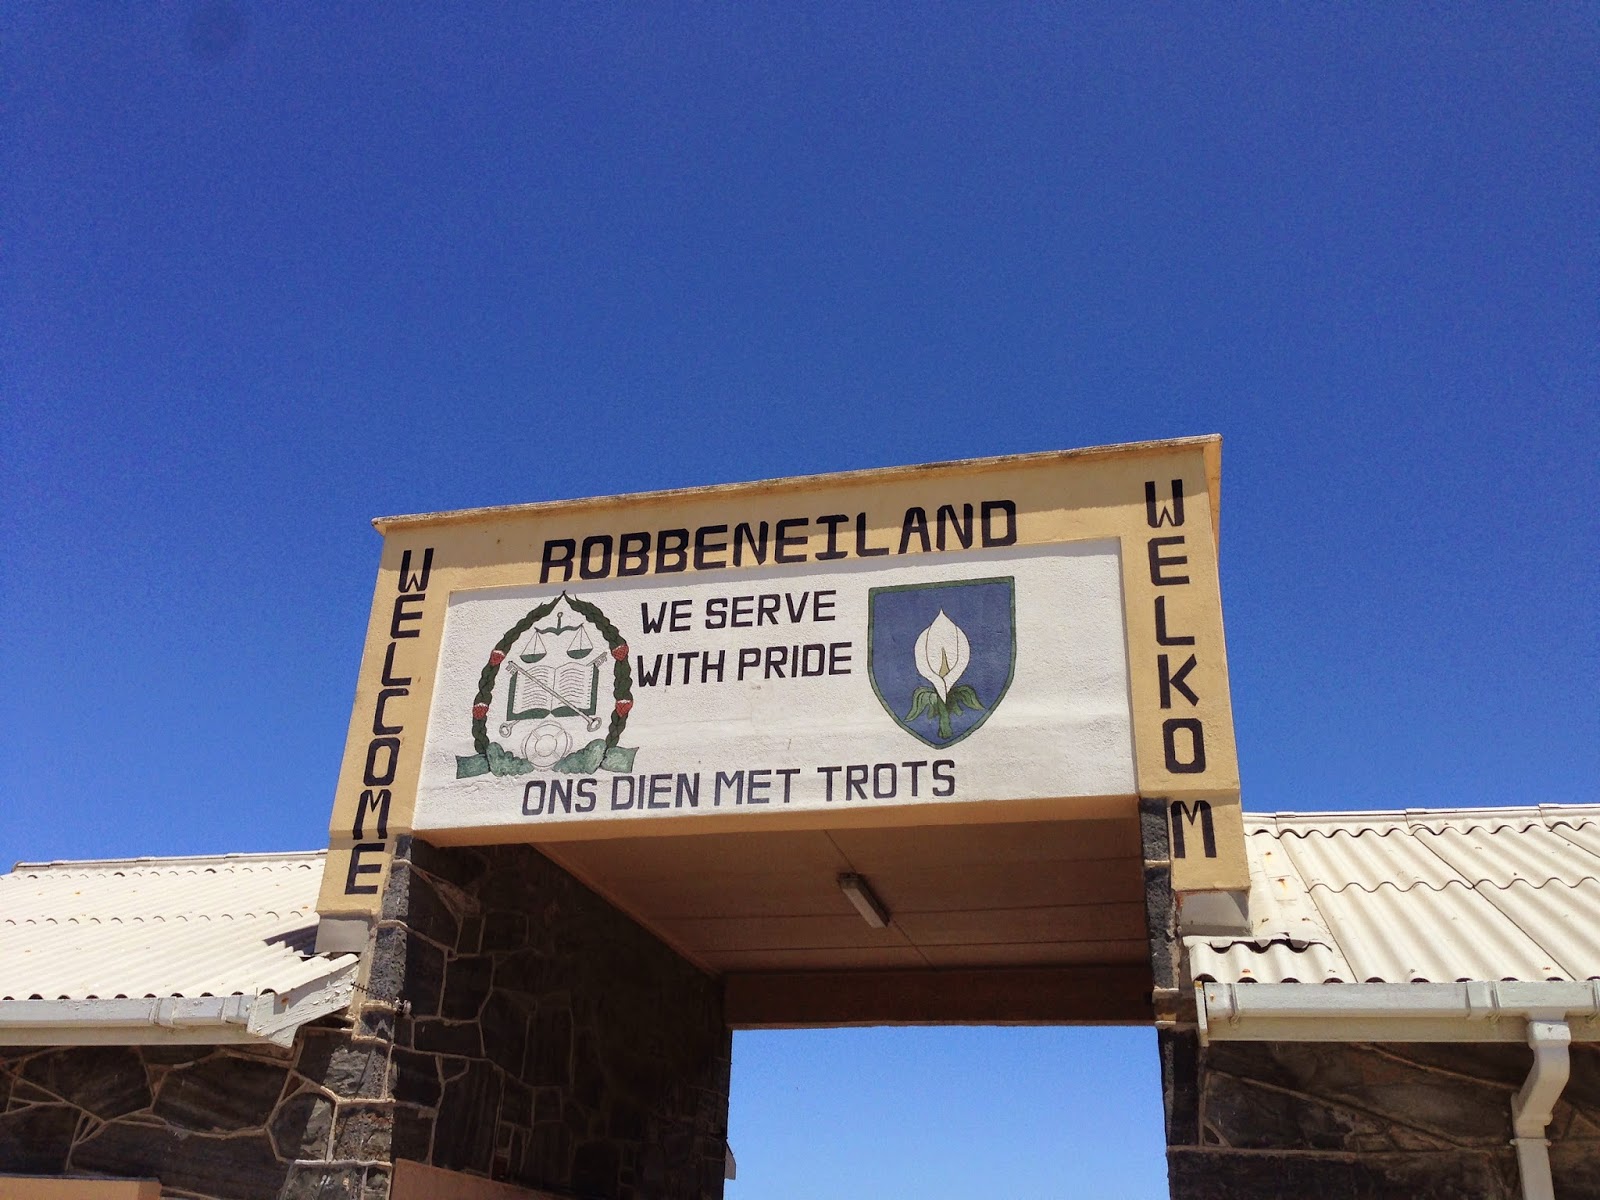 ROBBENEILAND
WELCOME
WE SERVE
WITH PRIDE
ONS DIEN MET TROTS
WELKOM